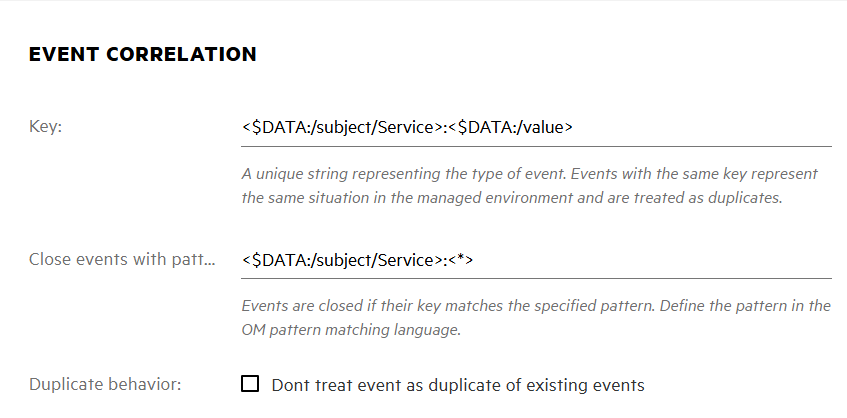 EVENT CORRELATION
Key:
<$DATA:/subject/Service>:<$DATA:/value>
A unique string representing the type of event. Events with the same key represent
the same situation in the managed environment and are treated as duplicates.
Close events with patt...
<$DATA:/subject/Service>:<*>
Events are closed if their key matches the specified pattern. Define the pattern in the
OM pattern matching language.
Duplicate behavior:
Dont treat event as duplicate of existing events